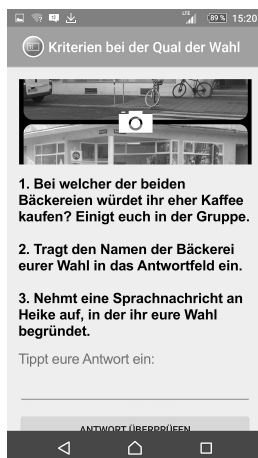 LTE 89% 15:20
Kriterien bei der Qual der Wahl
1. Bei welcher der beiden
Bäckereien würdet ihr eher Kaffee
kaufen? Einigt euch in der Gruppe.
2. Tragt den Namen der Bäckerei
eurer Wahl in das Antwortfeld ein.
3. Nehmt eine Sprachnachricht an
Heike auf, in der ihr eure Wahl
begründet.
Tippt eure Antwort ein:
ANTWORT ÜBERPRÜFEN